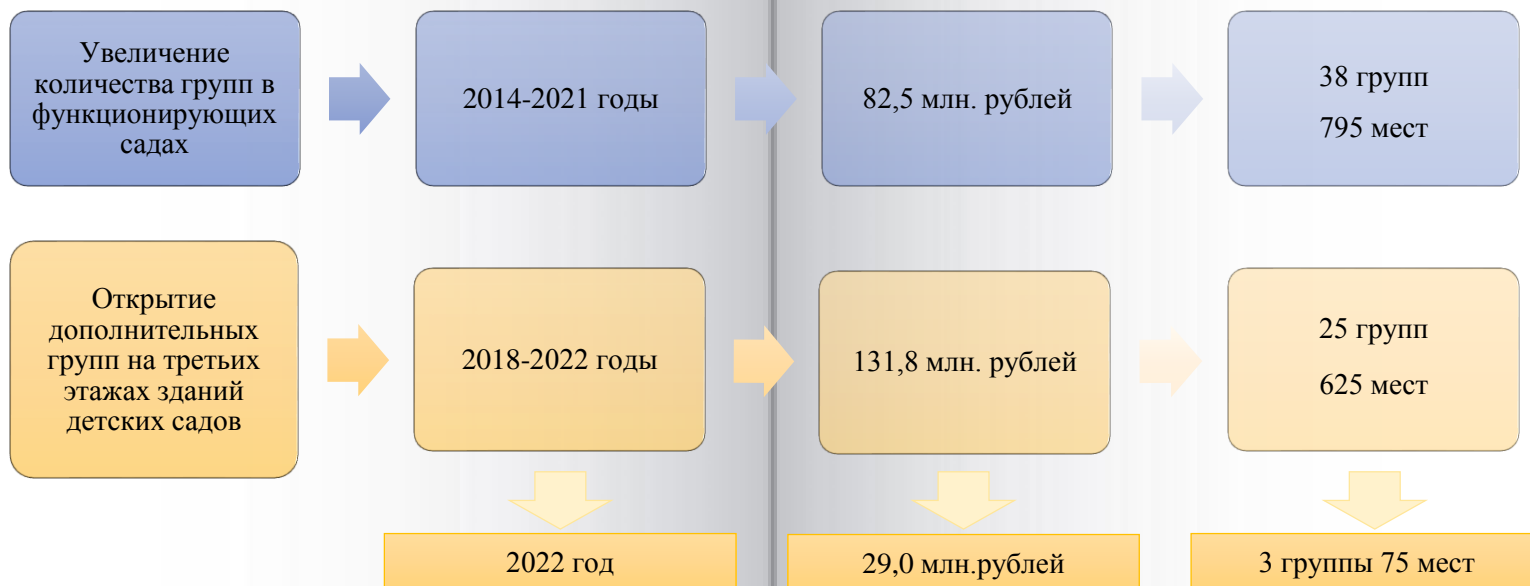 Увеличение
количества групп в
функционирующих
садах
2014-2021 годы
82,5 млн. рублей
38 групп
795 мест
Открытие
дополнительных
групп на третьих
этажах зданий
детских садов
2018-2022 годы
131,8 млн. рублей
25 групп
625 мест
2022 год
29,0 млн.рублей
3 группы 75 мест